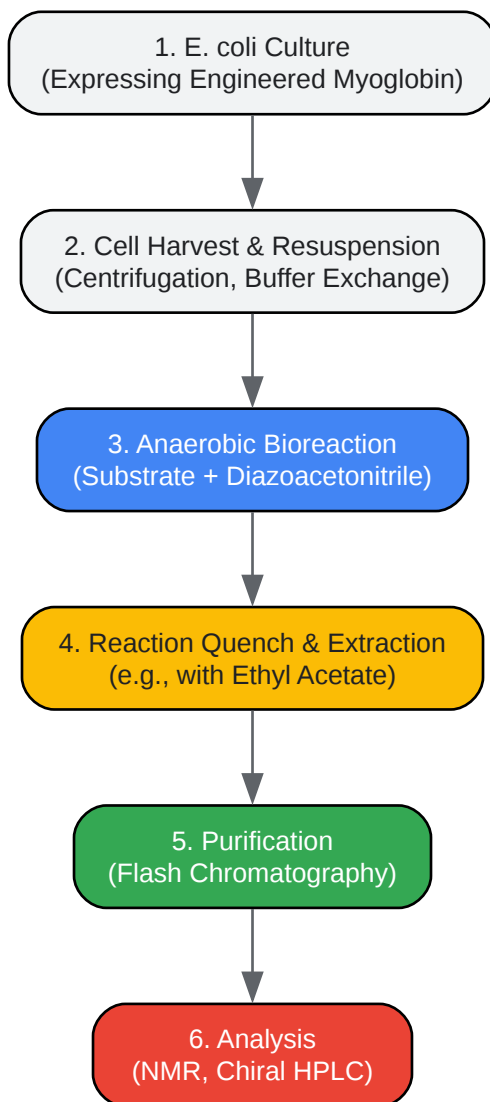 1. E. coli Culture
(Expressing Engineered Myoglobin)
2. Cell Harvest & Resuspension
(Centrifugation, Buffer Exchange)
3. Anaerobic Bioreaction
(Substrate + Diazoacetonitrile)
4. Reaction Quench & Extraction
(e.g., with Ethyl Acetate)
5. Purification
(Flash Chromatography)
6. Analysis
(NMR, Chiral HPLC)